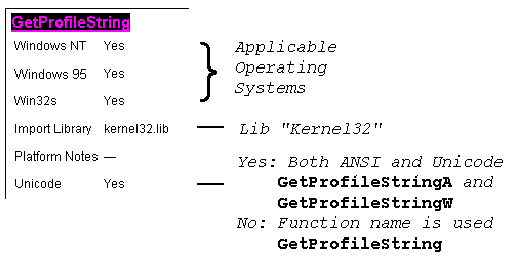 GetProfileString
Windows NT Yes
Windows 95 Yes
Win32s Yes
Applicable
Operating
Systems
Import Library kernel32.lib
Lib "Kernel32"
Platform Notes —
Unicode Yes
Yes: Both ANSI and Unicode
GetProfileStringA and
GetProfileStringW
No: Function name is used
GetProfileString